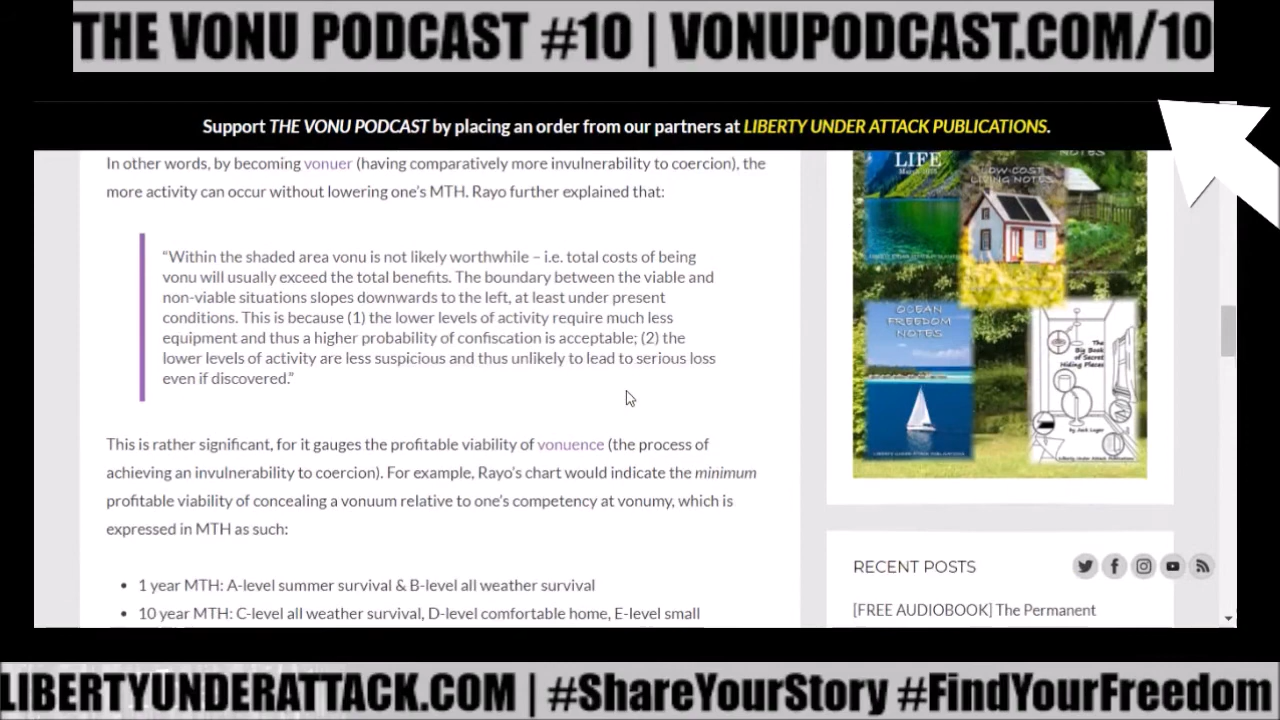 THE VONU PODCAST #10 | VONUPODCAST.COM/10
Support THE VONU PODCAST by placing an order from our partners at LIBERTY UNDER ATTACK PUBLICATIONS.
In other words, by becoming vonuer (having comparatively more invulnerability to coercion), the
more activity can occur without lowering one's MTH. Rayo further explained that:
“Within the shaded area vonu is not likely worthwhile – i.e. total costs of being
vonu will usually exceed the total benefits. The boundary between the viable and
non-viable situations slopes downwards to the left, at least under present
conditions. This is because (1) the lower levels of activity require much less
equipment and thus a higher probability of confiscation is acceptable; (2) the
lower levels of activity are less suspicious and thus unlikely to lead to serious loss
even if discovered.”
This is rather significant, for it gauges the profitable viability of vonuence (the process of
achieving an invulnerability to coercion). For example, Rayo's chart would indicate the minimum
profitable viability of concealing a vonuum relative to one's competency at vonumy, which is
expressed in MTH as such:
• 1 year MTH: A-level summer survival & B-level all weather survival
• 10 year MTH: C-level all weather survival, D-level comfortable home, E-level small
LIFE
NOTES
LOW-COST
LIVING NOTES
OCEAN
FREEDOM
NOTES
The
Big Book
of Secret
Hiding Places
by Jack Luger
RECENT POSTS
[FREE AUDIOBOOK] The Permanent
LIBERTYUNDERATTACK.COM | #ShareYourStory #FindYourFreedom